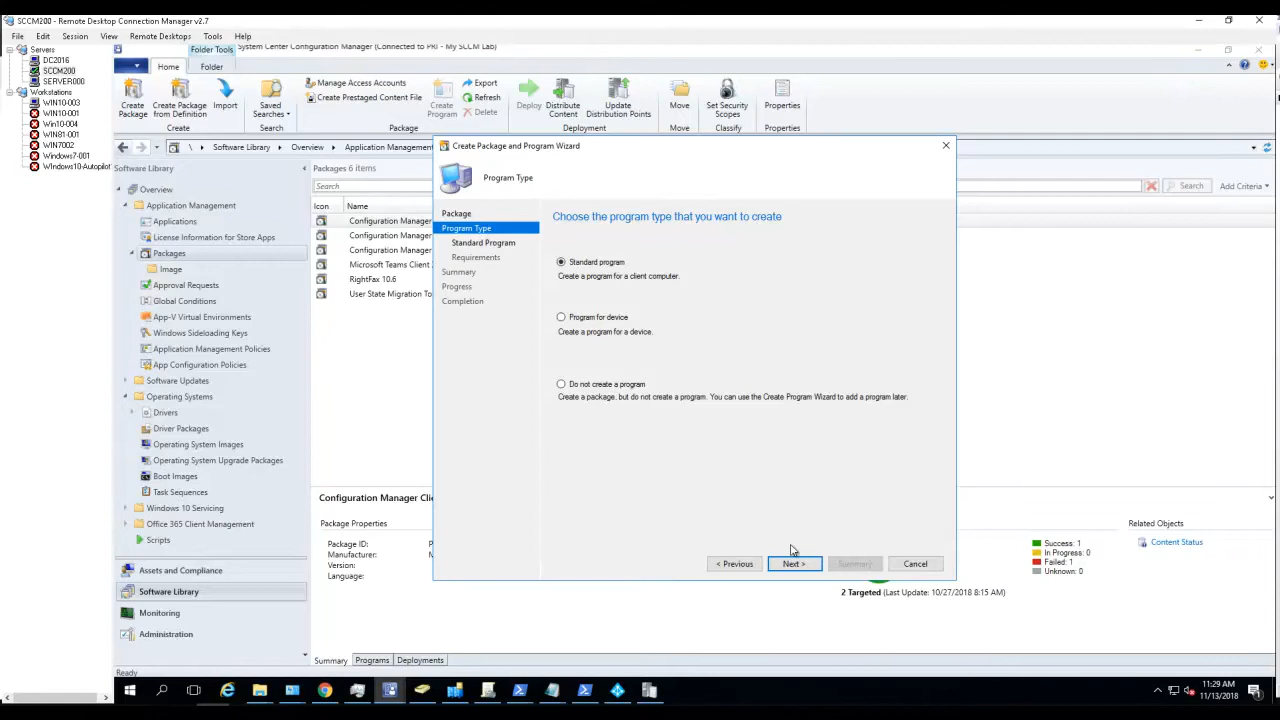 SCCM200 - Remote Desktop Connection Manager v2.7
File Edit Session View Remote Desktops Tools Help
Servers
DC2016
SCCM200
SERVER000
Workstations
WIN10-003
WIN10-001
Win10-004
WIN81-001
WIN7002
Windows7-001
Windows10-Autopilot
Folder Tools
System Center Configuration Manager (Connected to PRI - My SCCM Lab)
Home Folder
Create Package
Create Package from Definition
Import
Create
Saved Searches
Search
Manage Access Accounts
Create Prestaged Content File
Create Program
Export
Refresh
Delete
Package
Deploy
Distribute Content
Update Distribution Points
Deployment
Move
Move
Set Security Scopes
Classify
Properties
Properties
\ Software Library Overview Application Management
Software Library
Overview
Application Management
Applications
License Information for Store Apps
Packages
Image
Approval Requests
Global Conditions
App-V Virtual Environments
Windows Sideloading Keys
Application Management Policies
App Configuration Policies
Software Updates
Operating Systems
Drivers
Driver Packages
Operating System Images
Operating System Upgrade Packages
Boot Images
Task Sequences
Windows 10 Servicing
Office 365 Client Management
Scripts
Assets and Compliance
Software Library
Monitoring
Administration
Packages 6 items
Search
Search
Add Criteria
Icon Name
Configuration Manager
Configuration Manager
Configuration Manager
Microsoft Teams Client
RightFax 10.6
User State Migration To
Create Package and Program Wizard
Program Type
Package
Program Type
Standard Program
Requirements
Summary
Progress
Completion
Choose the program type that you want to create
Standard program
Create a program for a client computer.
Program for device
Create a program for a device.
Do not create a program
Create a package, but do not create a program. You can use the Create Program Wizard to add a program later.
< Previous
Next >
Summary
Cancel
Configuration Manager Clie
Package Properties
Package ID:
Manufacturer:
Version:
Language:
Success: 1
In Progress: 0
Failed: 1
Unknown: 0
2 Targeted (Last Update: 10/27/2018 8:15 AM)
Related Objects
Content Status
Summary Programs Deployments
Ready
11:29 AM
11/13/2018